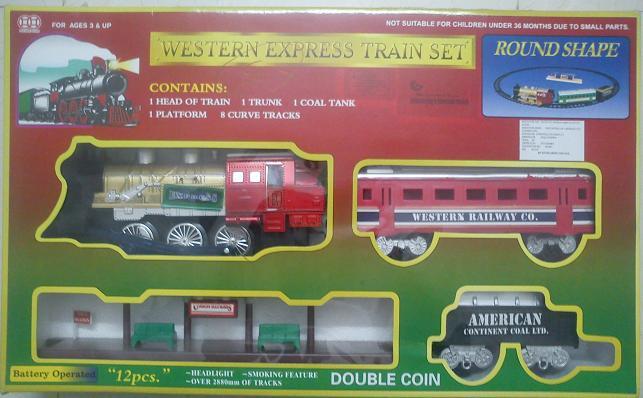 FOR AGES 3 & UP
NOT SUITABLE FOR CHILDREN UNDER 36 MONTHS DUE TO SMALL PARTS.
WESTERN EXPRESS TRAIN SET
ROUND SHAPE
CONTAINS:
1 HEAD OF TRAIN 1 TRUNK 1 COAL TANK
1 PLATFORM 8 CURVE TRACKS
EXPRESS
WESTERN RAILWAY CO.
AMERICAN
CONTINENT COAL LTD.
Battery Operated
"12pcs."
~HEADLIGHT ~SMOKING FEATURE
~OVER 2880mm OF TRACKS
DOUBLE COIN